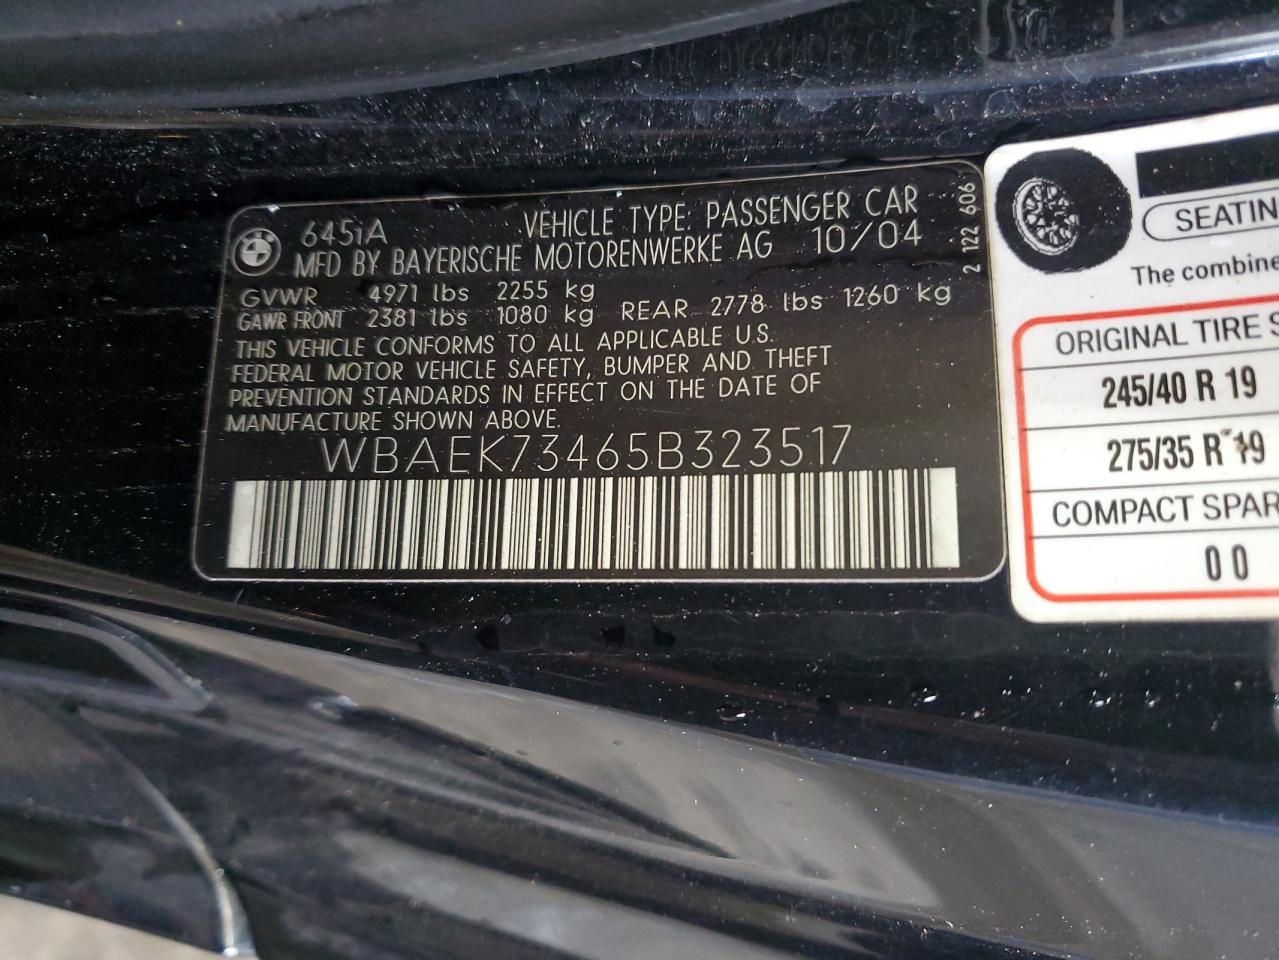 645iA VEHICLE TYPE: PASSENGER CAR
MFD BY BAYERISCHE MOTORENWERKE AG 10/04
GVWR 4971 lbs 2255 kg
GAWR FRONT 2381 lbs 1080 kg REAR 2778 lbs 1260 kg
THIS VEHICLE CONFORMS TO ALL APPLICABLE U.S.
FEDERAL MOTOR VEHICLE SAFETY, BUMPER AND THEFT
PREVENTION STANDARDS IN EFFECT ON THE DATE OF
MANUFACTURE SHOWN ABOVE.
WBAEK73465B323517
2 122 606
SEATIN
The combine
ORIGINAL TIRE S
245/40 R 19
275/35 R 19
COMPACT SPAR
0 0